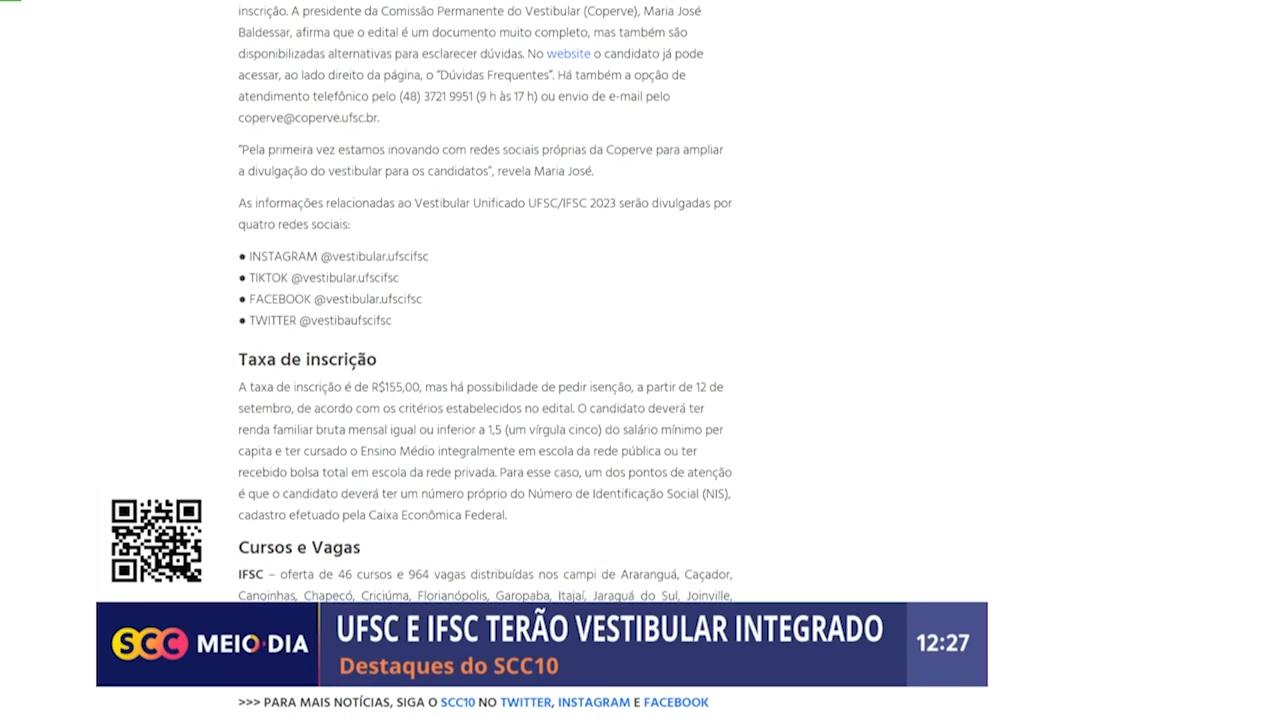 inscrição. A presidente da Comissão Permanente do Vestibular (Coperve), Maria José
Baldessar, afirma que o edital é um documento muito completo, mas também são
disponibilizadas alternativas para esclarecer dúvidas. No website o candidato já pode
acessar, ao lado direito da página, o “Dúvidas Frequentes”. Há também a opção de
atendimento telefônico pelo (48) 3721 9951 (9 h às 17 h) ou envio de e-mail pelo
coperve@coperve.ufsc.br.
“Pela primeira vez estamos inovando com redes sociais próprias da Coperve para ampliar
a divulgação do vestibular para os candidatos”, revela Maria José.
As informações relacionadas ao Vestibular Unificado UFSC/IFSC 2023 serão divulgadas por
quatro redes sociais:
● INSTAGRAM @vestibular.ufscifsc
● TIKTOK @vestibular.ufscifsc
● FACEBOOK @vestibular.ufscifsc
● TWITTER @vestibaufscifsc
Taxa de inscrição
A taxa de inscrição é de R$155,00, mas há possibilidade de pedir isenção, a partir de 12 de
setembro, de acordo com os critérios estabelecidos no edital. O candidato deverá ter
renda familiar bruta mensal igual ou inferior a 1,5 (um vírgula cinco) do salário mínimo per
capita e ter cursado o Ensino Médio integralmente em escola da rede pública ou ter
recebido bolsa total em escola da rede privada. Para esse caso, um dos pontos de atenção
é que o candidato deverá ter um número próprio do Número de Identificação Social (NIS),
cadastro efetuado pela Caixa Econômica Federal.
Cursos e Vagas
IFSC – oferta de 46 cursos e 964 vagas distribuídas nos campi de Araranguá, Caçador,
Canoinhas, Chapecó, Criciúma, Florianópolis, Garopaba, Itajaí, Jaraguá do Sul, Joinville,
SCC MEIO DIA
UFSC E IFSC TERÃO VESTIBULAR INTEGRADO
Destaques do SCC10
12:27
>>> PARA MAIS NOTÍCIAS, SIGA O SCC10 NO TWITTER, INSTAGRAM E FACEBOOK